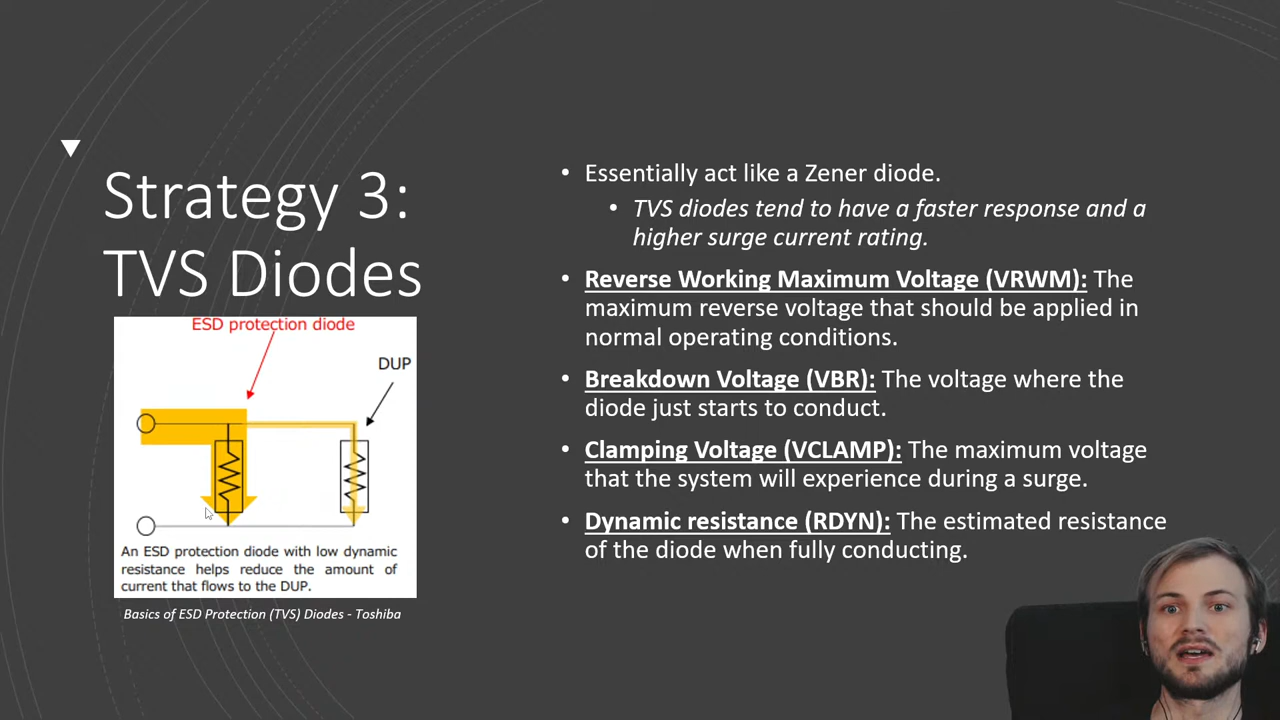 Strategy 3:
TVS Diodes
ESD protection diode
DUP
An ESD protection diode with low dynamic
resistance helps reduce the amount of
current that flows to the DUP.
Basics of ESD Protection (TVS) Diodes - Toshiba
• Essentially act like a Zener diode.
• TVS diodes tend to have a faster response and a
higher surge current rating.
• Reverse Working Maximum Voltage (VRWM): The
maximum reverse voltage that should be applied in
normal operating conditions.
• Breakdown Voltage (VBR): The voltage where the
diode just starts to conduct.
• Clamping Voltage (VCLAMP): The maximum voltage
that the system will experience during a surge.
• Dynamic resistance (RDYN): The estimated resistance
of the diode when fully conducting.